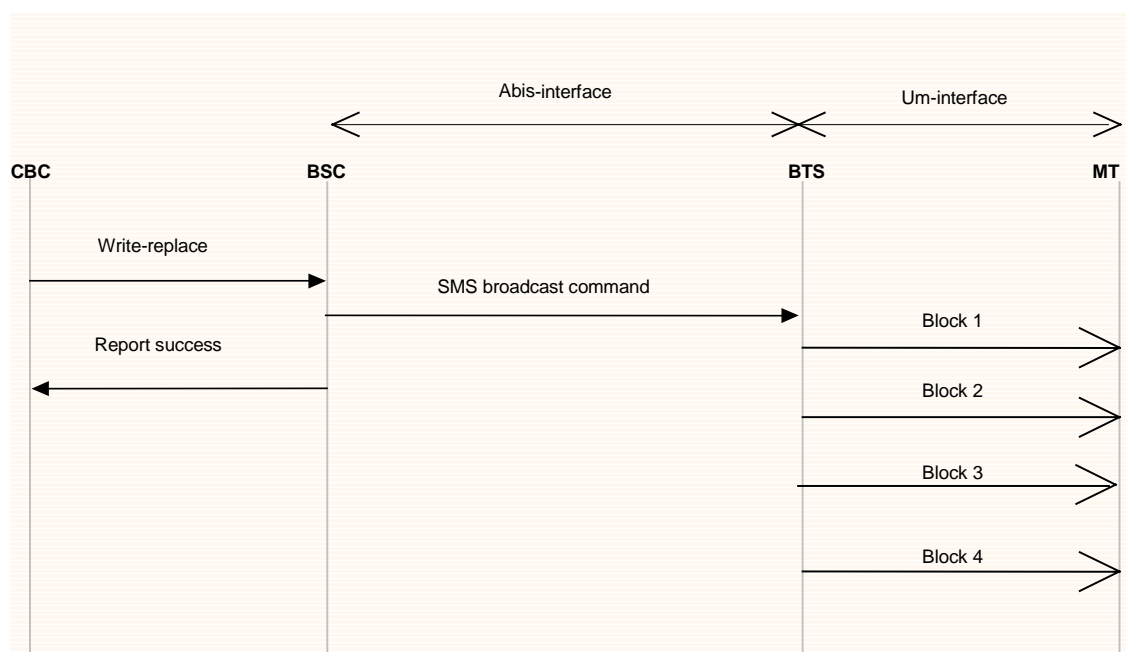 Abis-interface
Um-interface
CBC
BSC
BTS
MT
Write-replace
SMS broadcast command
Block 1
Report success
Block 2
Block 3
Block 4